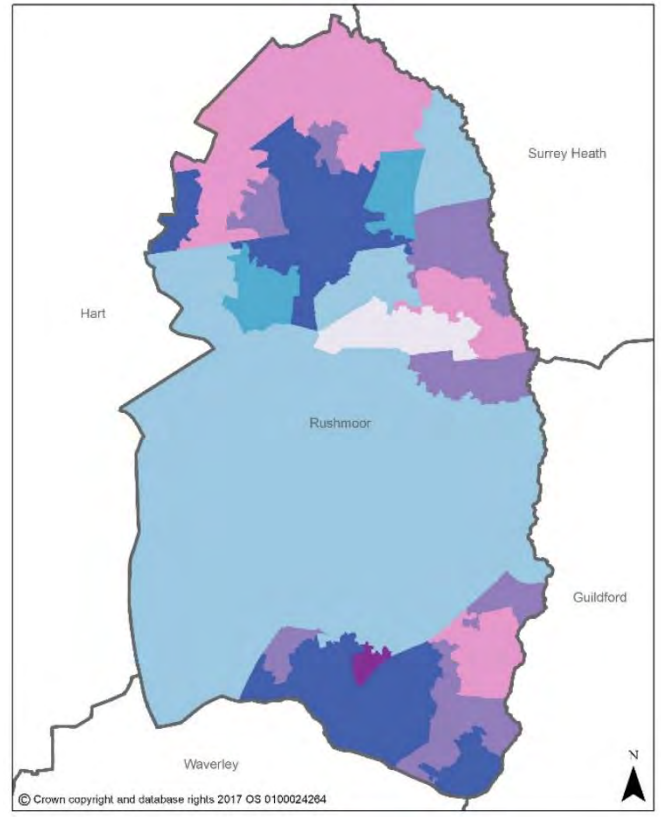 Surrey Heath
Hart
Rushmoor
Guildford
Waverley
N
© Crown copyright and database rights 2017 OS 0100024264